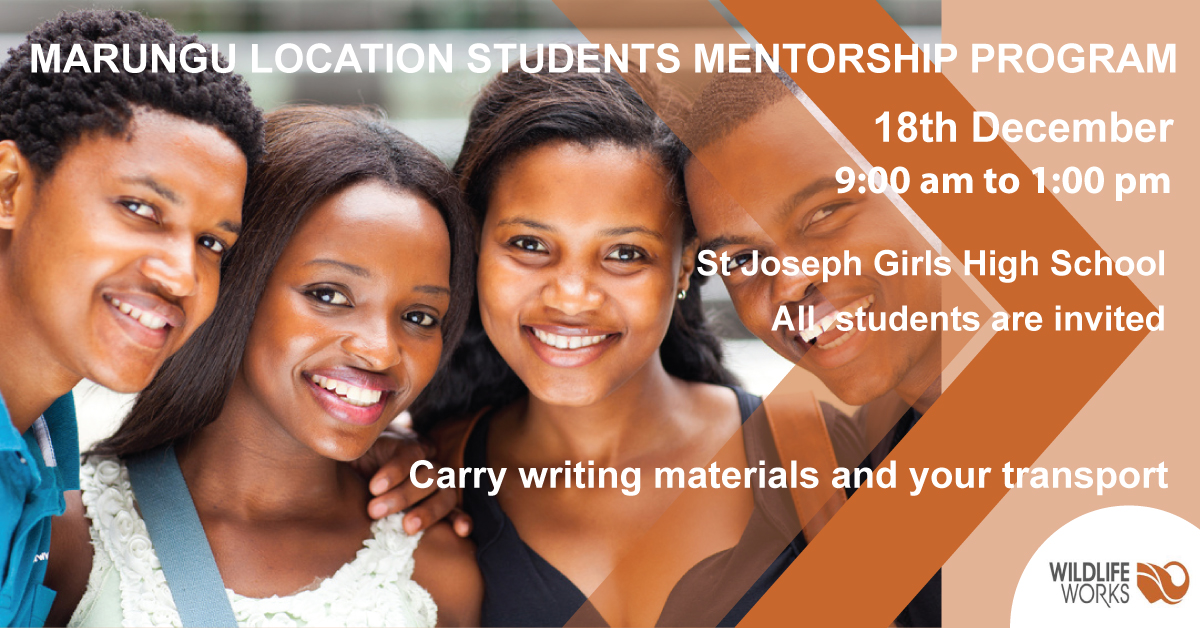 MARUNGU LOCATION STUDENTS MENTORSHIP PROGRAM
18th December
9:00 am to 1:00 pm
St Joseph Girls High School
All, students are invited
Carry writing materials and your transport
WILDLIFE
WORKS